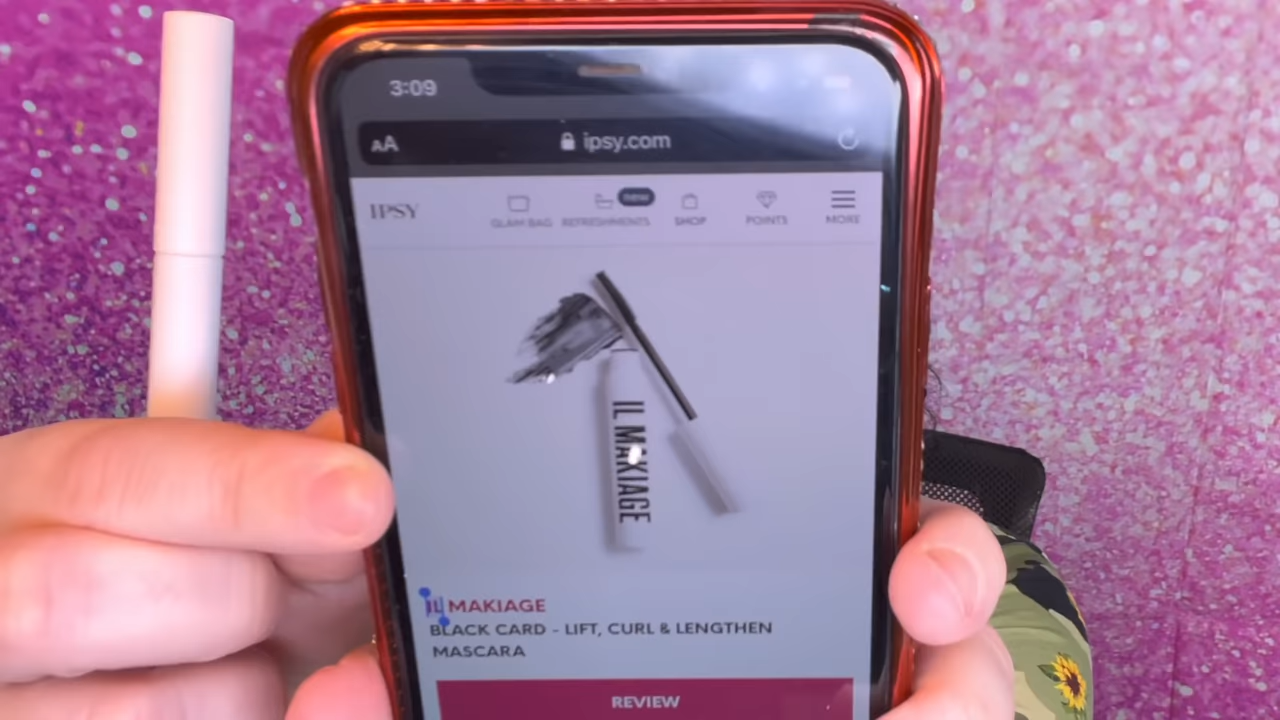 3:09
AA ipsy.com
IPSY
new
GLAM BAG REFRESHMENTS SHOP POINTS MORE
IL MAKIAGE
IL MAKIAGE
BLACK CARD - LIFT, CURL & LENGTHEN
MASCARA
REVIEW